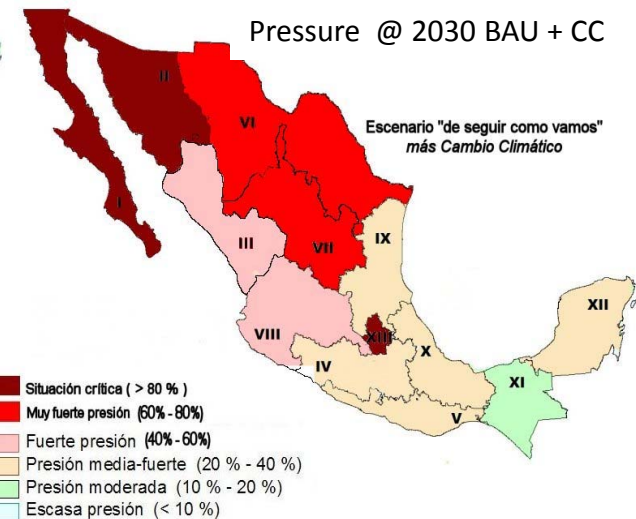 Pressure @ 2030 BAU + CC
Escenario "de seguir como vamos"
más Cambio Climático
II
VI
I
III
VII
IX
VIII
XIII
XII
IV
X
XI
V
Situación crítica ( > 80 % )
Muy fuerte presión (60% - 80%)
Fuerte presión (40% - 60%)
Presión media-fuerte (20 % - 40 %)
Presión moderada (10 % - 20 %)
Escasa presión (< 10 %)